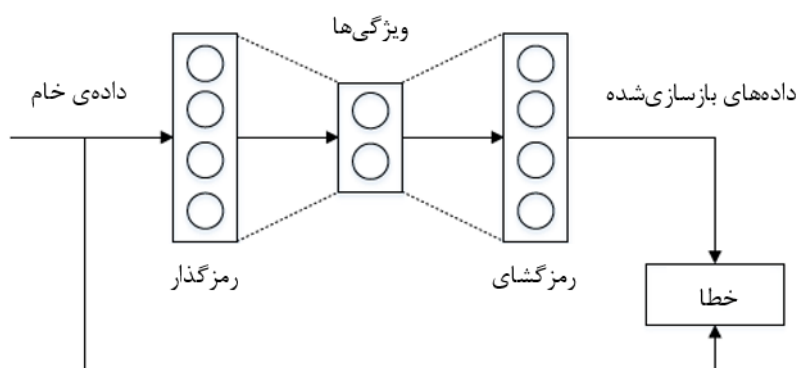 ویژگی‌ها
داده‌ی خام
داده‌های بازسازی‌شده
رمزگذار
رمزگشای
خطا